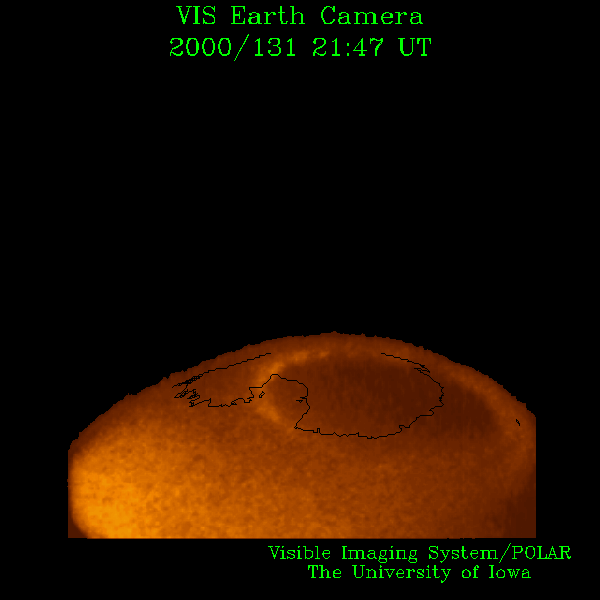 VIS Earth Camera
2000/131 21:47 UT
Visible Imaging System/POLAR
The University of Iowa